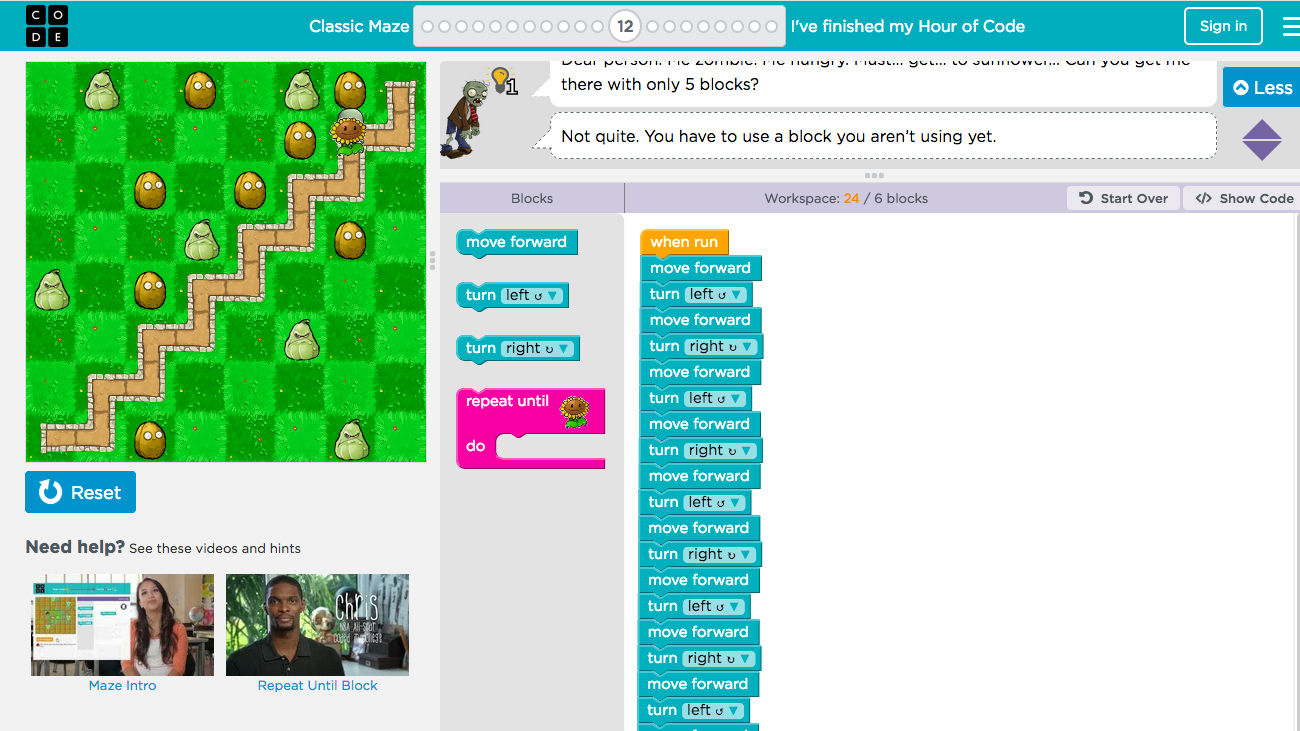 C O
D E
Classic Maze
12
I've finished my Hour of Code
Sign in
1
Dear person. Me zombie. Me hungry. Must... get... to sunflower... Can you get me
there with only 5 blocks?
Less
Not quite. You have to use a block you aren't using yet.
Blocks
Workspace: 24 / 6 blocks
Start Over
</> Show Code
move forward
turn left ↺ ▼
turn right ↻ ▼
repeat until
do
when run
move forward
turn left ↺ ▼
move forward
turn right ↻ ▼
move forward
turn left ↺ ▼
move forward
turn right ↻ ▼
move forward
turn left ↺ ▼
move forward
turn right ↻ ▼
move forward
turn left ↺ ▼
move forward
turn right ↻ ▼
move forward
turn left ↺ ▼
Reset
Need help? See these videos and hints
Chris
Maze Intro
Repeat Until Block